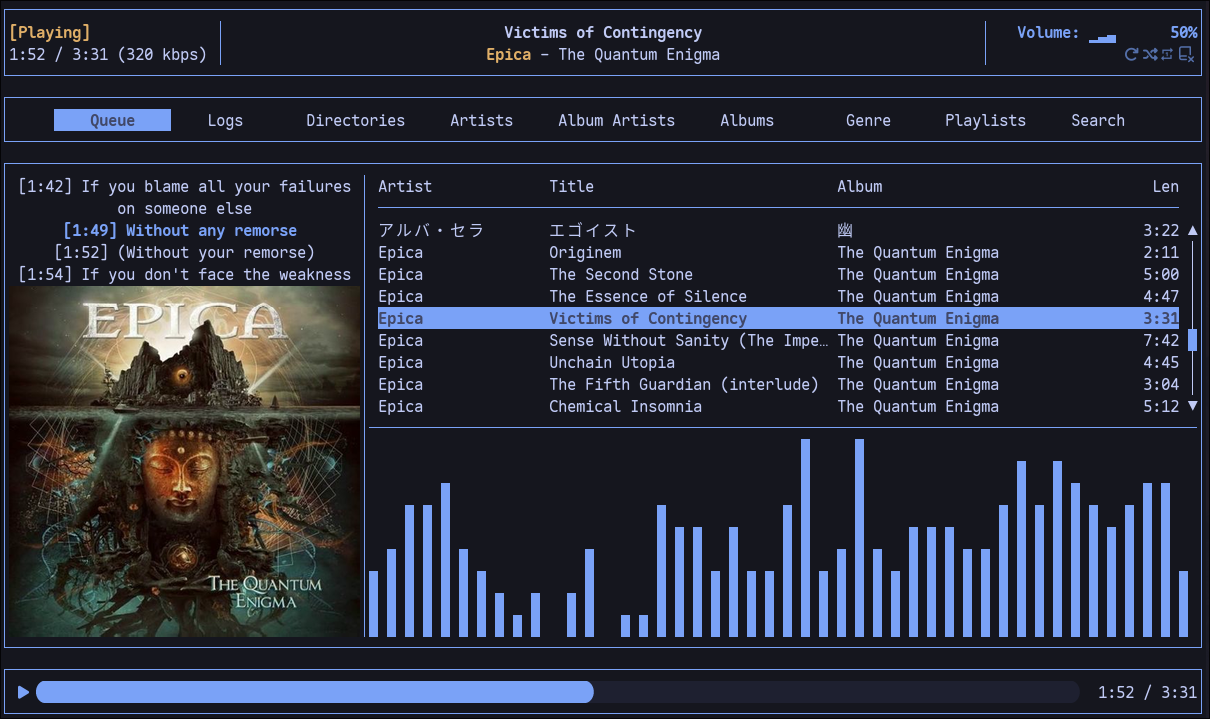 [Playing]
1:52 / 3:31 (320 kbps)
Victims of Contingency
Epica - The Quantum Enigma
Volume: 50%
Queue Logs Directories Artists Album Artists Albums Genre Playlists Search
[1:42] If you blame all your failures
on someone else
[1:49] Without any remorse
[1:52] (Without your remorse)
[1:54] If you don't face the weakness
EPICA
THE QUANTUM
ENIGMA
Artist Title Album Len
アルバ・セラ エゴイスト 幽 3:22
Epica Originem The Quantum Enigma 2:11
Epica The Second Stone The Quantum Enigma 5:00
Epica The Essence of Silence The Quantum Enigma 4:47
Epica Victims of Contingency The Quantum Enigma 3:31
Epica Sense Without Sanity (The Impe… The Quantum Enigma 7:42
Epica Unchain Utopia The Quantum Enigma 4:45
Epica The Fifth Guardian (interlude) The Quantum Enigma 3:04
Epica Chemical Insomnia The Quantum Enigma 5:12
1:52 / 3:31